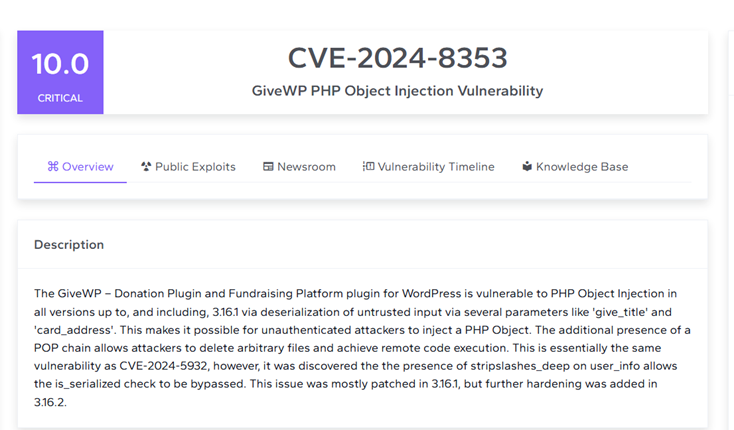 10.0
CRITICAL
CVE-2024-8353
GiveWP PHP Object Injection Vulnerability
Overview Public Exploits Newsroom Vulnerability Timeline Knowledge Base
Description
The GiveWP – Donation Plugin and Fundraising Platform plugin for WordPress is vulnerable to PHP Object Injection in
all versions up to, and including, 3.16.1 via deserialization of untrusted input via several parameters like 'give_title' and
'card_address'. This makes it possible for unauthenticated attackers to inject a PHP Object. The additional presence of a
POP chain allows attackers to delete arbitrary files and achieve remote code execution. This is essentially the same
vulnerability as CVE-2024-5932, however, it was discovered the the presence of stripslashes_deep on user_info allows
the is_serialized check to be bypassed. This issue was mostly patched in 3.16.1, but further hardening was added in
3.16.2.